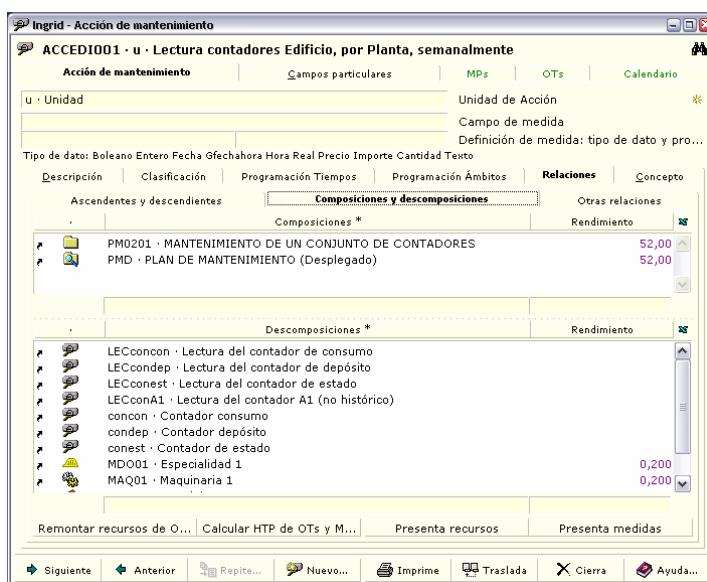 Ingrid - Acción de mantenimiento
ACCEDI001 · u · Lectura contadores Edificio, por Planta, semanalmente
Acción de mantenimiento Campos particulares MPs OTs Calendario
u · Unidad Unidad de Acción
Campo de medida
Definición de medida: tipo de dato y pro...
Tipo de dato: Boleano Entero Fecha Gfechahora Hora Real Precio Importe Cantidad Texto
Descripción Clasificación Programación Tiempos Programación Ámbitos Relaciones Concepto
Ascendentes y descendientes Composiciones y descomposiciones Otras relaciones
· Composiciones * Rendimiento
PM0201 · MANTENIMIENTO DE UN CONJUNTO DE CONTADORES 52,00
PMD · PLAN DE MANTENIMIENTO (Desplegado) 52,00
· Descomposiciones * Rendimiento
LECconcon · Lectura del contador de consumo
LECcondep · Lectura del contador de depósito
LECconest · Lectura del contador de estado
LECconA1 · Lectura del contador A1 (no histórico)
concon · Contador consumo
condep · Contador depósito
conest · Contador de estado
MDO01 · Especialidad 1 0,200
MAQ01 · Maquinaria 1 0,200
Remontar recursos de O... Calcular HTP de OTs y M... Presenta recursos Presenta medidas
Siguiente Anterior Repite... Nuevo... Imprime Traslada Cierra Ayuda...